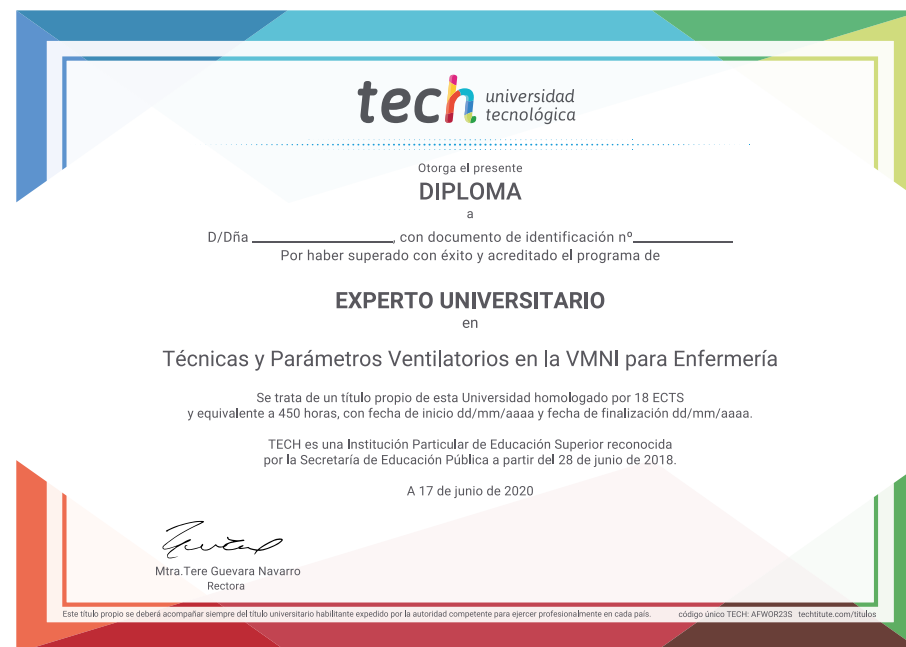 tech universidad
tecnológica
Otorga el presente
DIPLOMA
a
D/Dña ____________________, con documento de identificación nº______________
Por haber superado con éxito y acreditado el programa de
EXPERTO UNIVERSITARIO
en
Técnicas y Parámetros Ventilatorios en la VMNI para Enfermería
Se trata de un título propio de esta Universidad homologado por 18 ECTS
y equivalente a 450 horas, con fecha de inicio dd/mm/aaaa y fecha de finalización dd/mm/aaaa.
TECH es una Institución Particular de Educación Superior reconocida
por la Secretaría de Educación Pública a partir del 28 de junio de 2018.
A 17 de junio de 2020
Mtra.Tere Guevara Navarro
Rectora
Este título propio se deberá acompañar siempre del título universitario habilitante expedido por la autoridad competente para ejercer profesionalmente en cada país. código único TECH: AFWOR23S techtitute.com/titulos